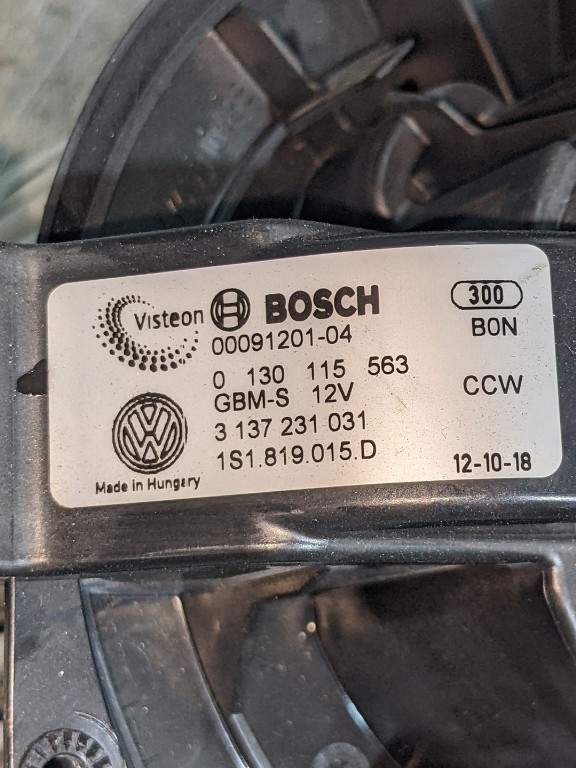 Visteon BOSCH 300
00091201-04 BON
0 130 115 563
GBM-S 12V CCW
3 137 231 031
1S1.819.015.D 12-10-18
Made in Hungary